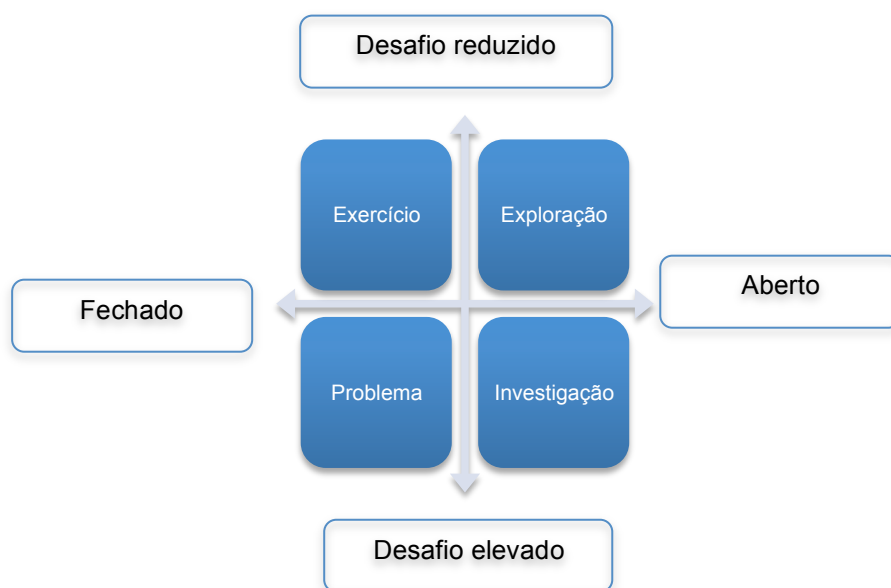 Desafio reduzido
Exercício
Exploração
Fechado
Aberto
Problema
Investigação
Desafio elevado